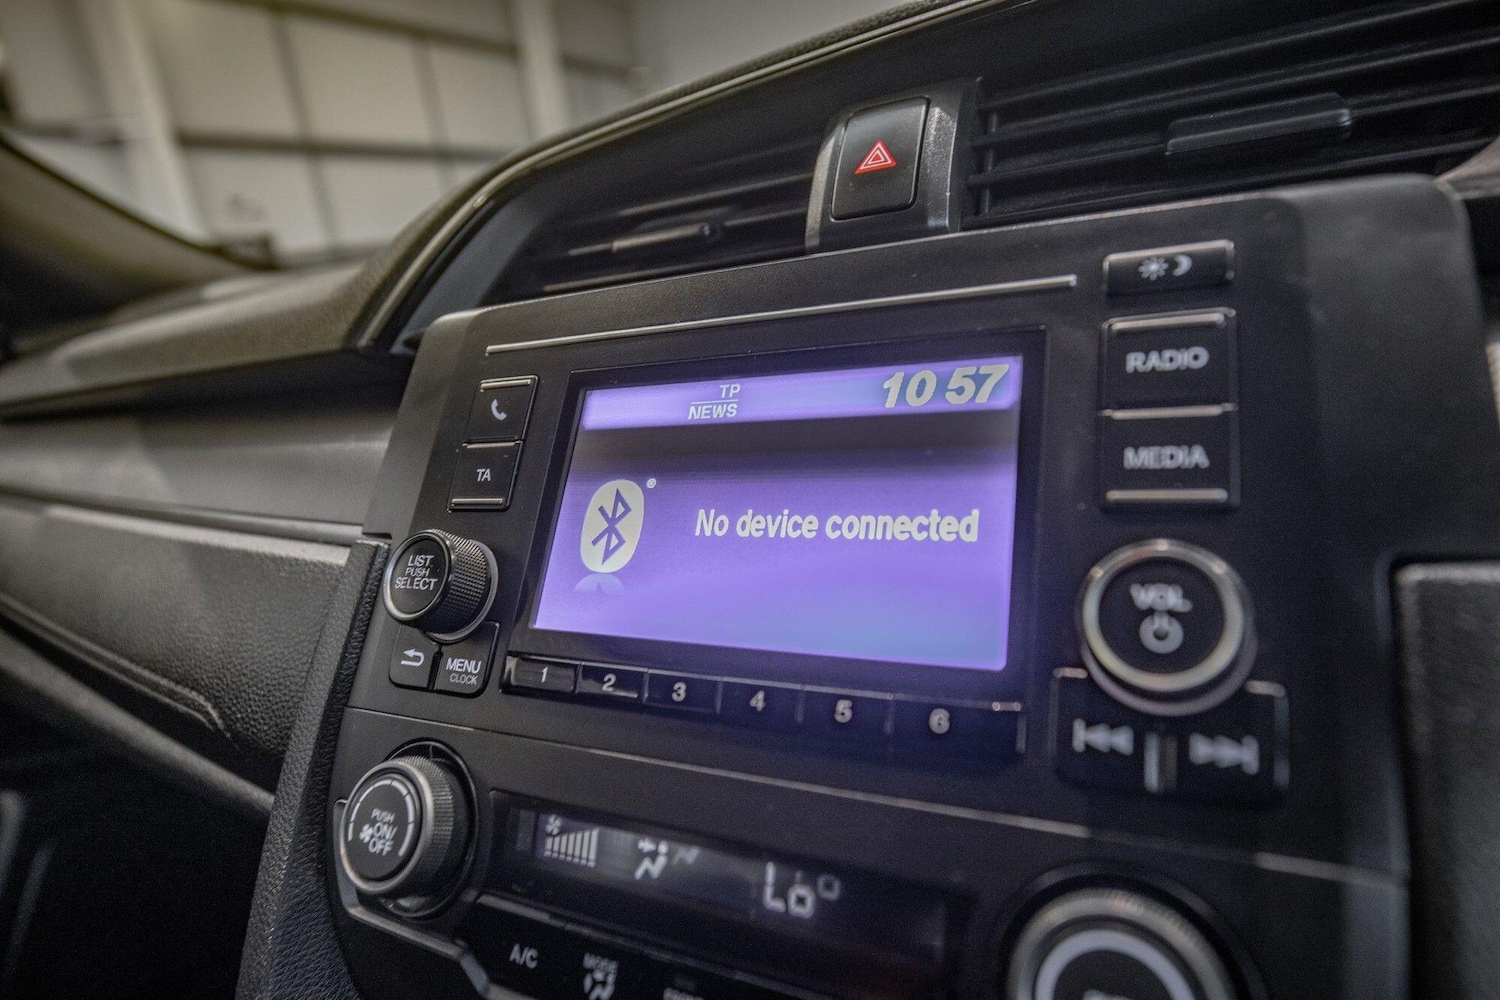 TP
NEWS
10 57
RADIO
TA
MEDIA
® No device connected
LIST
PUSH
SELECT
VOL
MENU
CLOCK
1 2 3 4 5 6
PUSH
ON/
OFF
Lo°
A/C
MODE